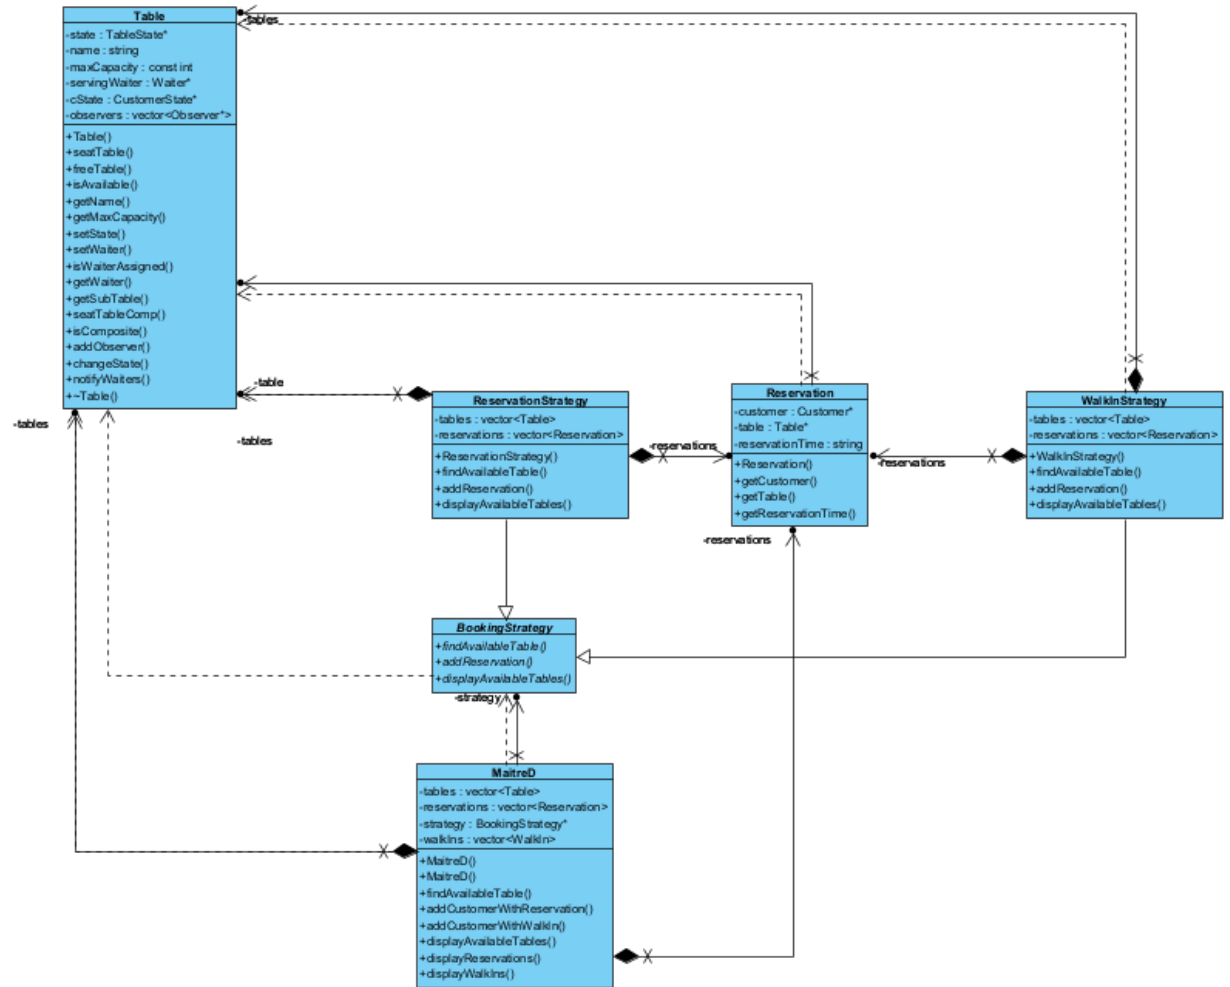 Table
-state : TableState*
-name : string
-maxCapacity : const int
-servingWaiter : Waiter*
-cState : CustomerState*
-observers : vector<Observer*>
+Table()
+seatTable()
+freeTable()
+isAvailable()
+getName()
+getMaxCapacity()
+setState()
+setWaiter()
+isWaiterAssigned()
+getWaiter()
+getSubTable()
+seatTableComp()
+isComposite()
+addObserver()
+changeState()
+notifyWaiters()
+~Table()
-tables
-table
-tables
-tables
ReservationStrategy
-tables : vector<Table>
-reservations : vector<Reservation>
+ReservationStrategy()
+findAvailableTable()
+addReservation()
+displayAvailableTables()
-reservations
Reservation
-customer : Customer*
-table : Table*
-reservationTime : string
+Reservation()
+getCustomer()
+getTable()
+getReservationTime()
-reservations
-reservations
WalkInStrategy
-tables : vector<Table>
-reservations : vector<Reservation>
+WalkInStrategy()
+findAvailableTable()
+addReservation()
+displayAvailableTables()
BookingStrategy
+findAvailableTable()
+addReservation()
+displayAvailableTables()
-strategy
MaitreD
-tables : vector<Table>
-reservations : vector<Reservation>
-strategy : BookingStrategy*
-walkIns : vector<WalkIn>
+MaitreD()
+MaitreD()
+findAvailableTable()
+addCustomerWithReservation()
+addCustomerWithWalkIn()
+displayAvailableTables()
+displayReservations()
+displayWalkIns()